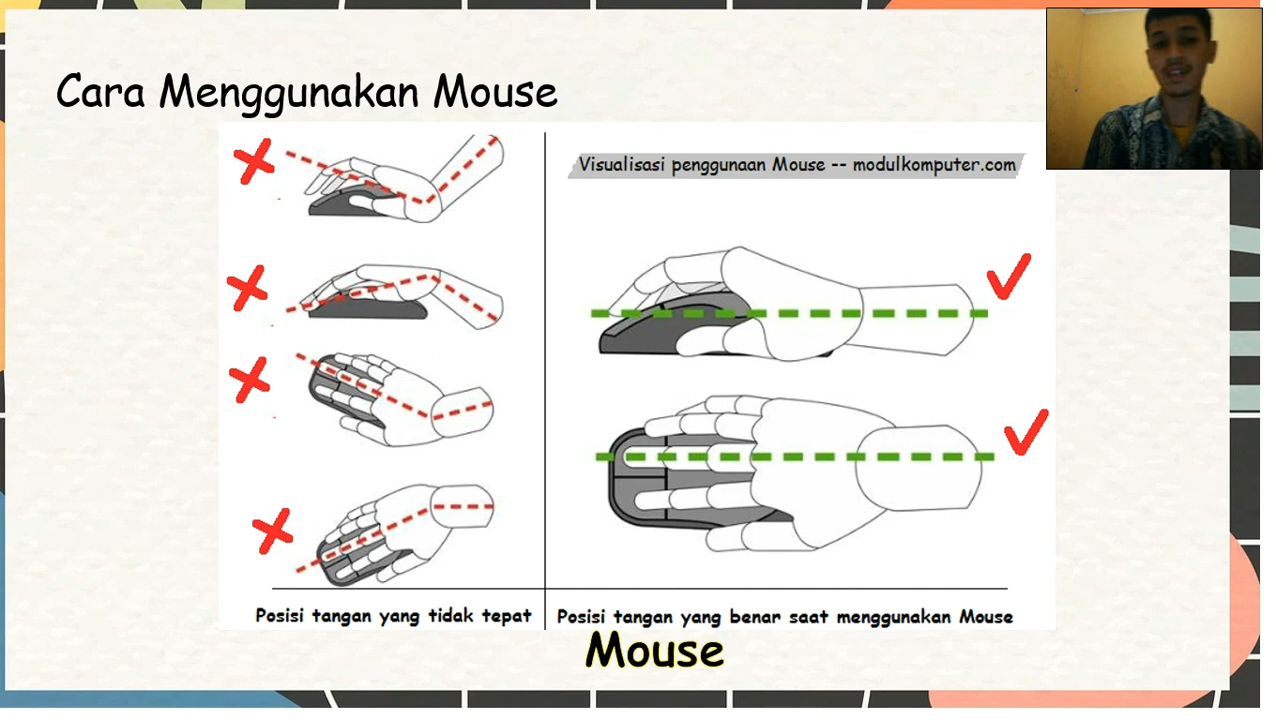 Cara Menggunakan Mouse
Visualisasi penggunaan Mouse -- modulkomputer.com
Posisi tangan yang tidak tepat
Posisi tangan yang benar saat menggunakan Mouse
Mouse